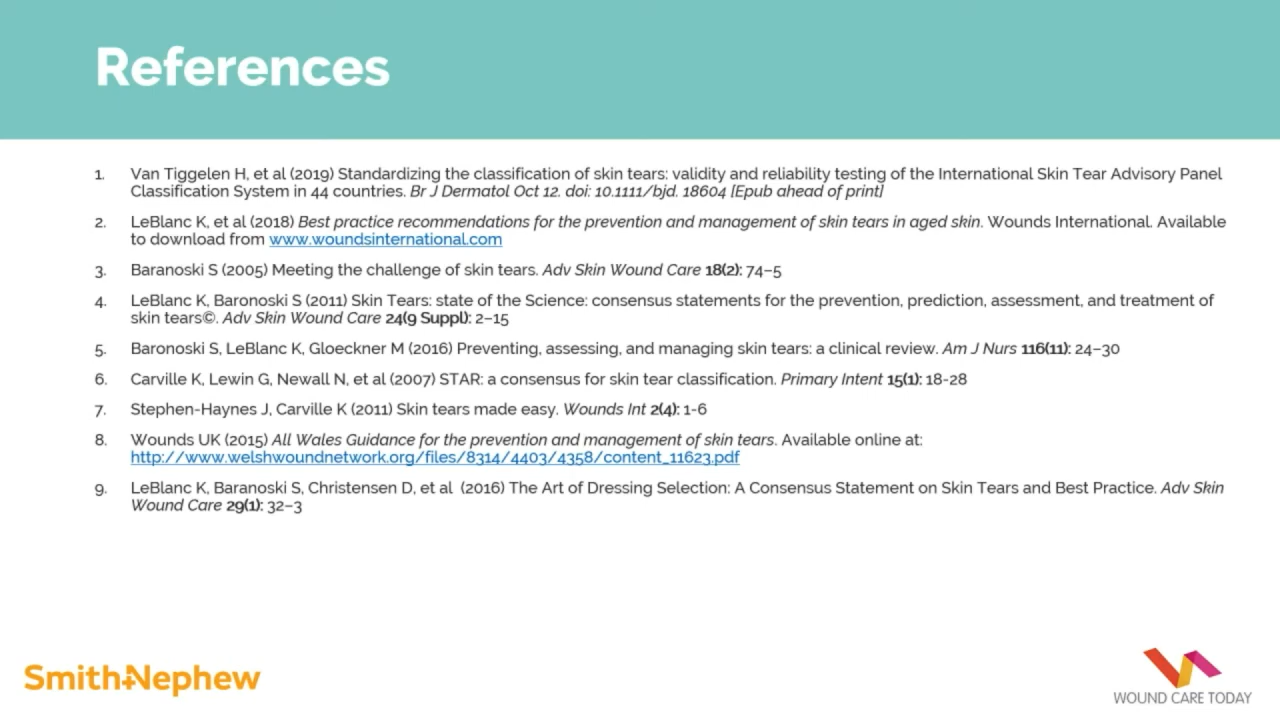 References
1. Van Tiggelen H, et al (2019) Standardizing the classification of skin tears: validity and reliability testing of the International Skin Tear Advisory Panel
Classification System in 44 countries. Br J Dermatol Oct 12. doi: 10.1111/bjd. 18604 [Epub ahead of print]
2. LeBlanc K, et al (2018) Best practice recommendations for the prevention and management of skin tears in aged skin. Wounds International. Available
to download from www.woundsinternational.com
3. Baranoski S (2005) Meeting the challenge of skin tears. Adv Skin Wound Care 18(2): 74–5
4. LeBlanc K, Baronoski S (2011) Skin Tears: state of the Science: consensus statements for the prevention, prediction, assessment, and treatment of
skin tears©. Adv Skin Wound Care 24(9 Suppl): 2–15
5. Baronoski S, LeBlanc K, Gloeckner M (2016) Preventing, assessing, and managing skin tears: a clinical review. Am J Nurs 116(11): 24–30
6. Carville K, Lewin G, Newall N, et al (2007) STAR: a consensus for skin tear classification. Primary Intent 15(1): 18-28
7. Stephen-Haynes J, Carville K (2011) Skin tears made easy. Wounds Int 2(4): 1-6
8. Wounds UK (2015) All Wales Guidance for the prevention and management of skin tears. Available online at:
http://www.welshwoundnetwork.org/files/8314/4403/4358/content_11623.pdf
9. LeBlanc K, Baranoski S, Christensen D, et al (2016) The Art of Dressing Selection: A Consensus Statement on Skin Tears and Best Practice. Adv Skin
Wound Care 29(1): 32–3
Smith+Nephew
WOUND CARE TODAY